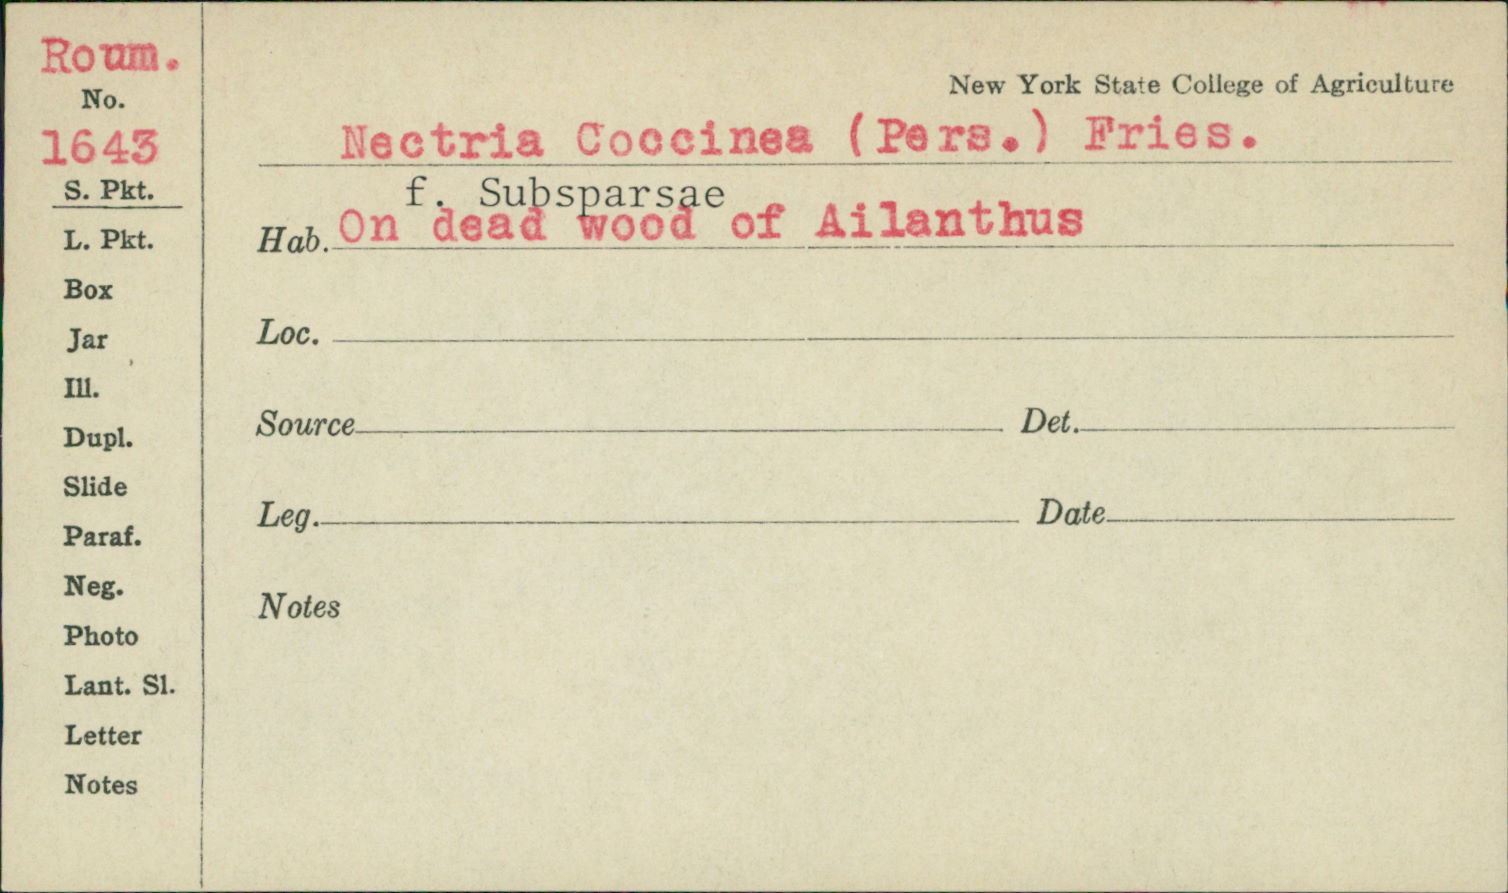 Roum.
No.
1643
S. Pkt.
L. Pkt.
Box
Jar
Ill.
Dupl.
Slide
Paraf.
Neg.
Photo
Lant. Sl.
Letter
Notes
New York State College of Agriculture
Nectria Coccinea (Pers.) Fries.
f. Subsparsae
Hab. On dead wood of Ailanthus
Loc.
Source Det.
Leg. Date
Notes